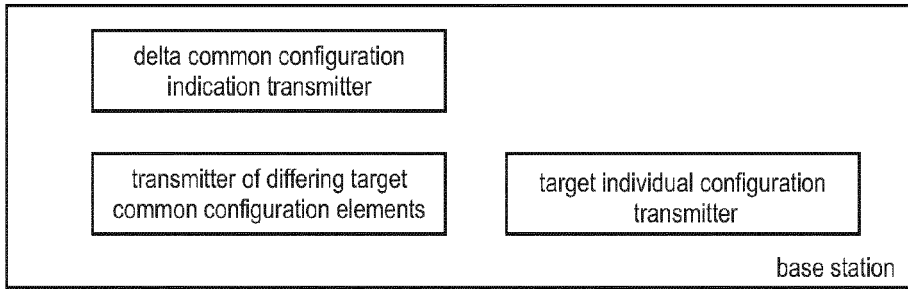 delta common configuration
indication transmitter
transmitter of differing target
common configuration elements
target individual configuration
transmitter
base station